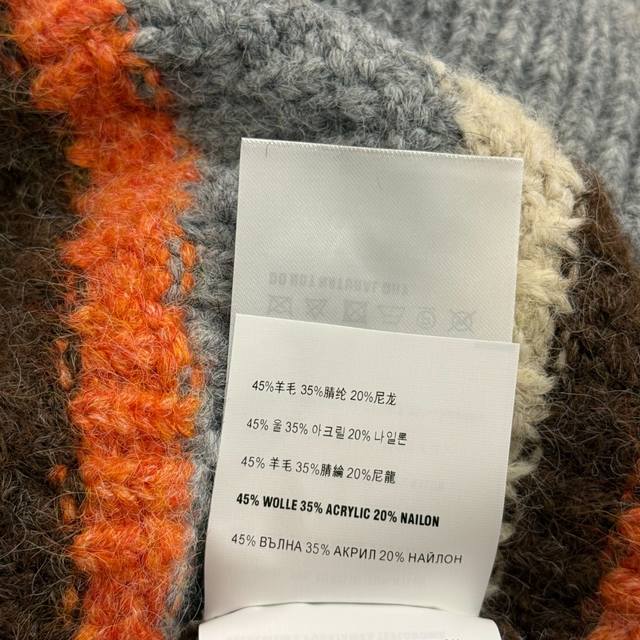 45%羊毛 35%腈纶 20%尼龙
45% 울 35% 아크릴 20% 나일론
45% 羊毛 35%腈綸 20%尼龍
45% WOLLE 35% ACRYLIC 20% NAILON
45% ВЪЛНА 35% АКРИЛ 20% НАЙЛОН